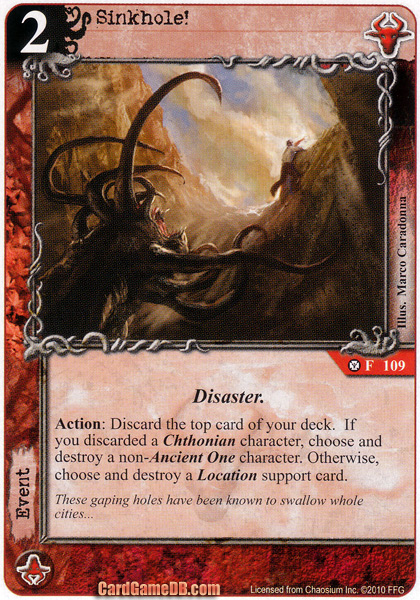 2
Sinkhole!
Illus. Marco Caradonna
F 109
Disaster.
Action: Discard the top card of your deck. If
you discarded a Chthonian character, choose and
destroy a non-Ancient One character. Otherwise,
choose and destroy a Location support card.
These gaping holes have been known to swallow whole
cities...
Event
CardGameDB.com
Licensed from Chaosium Inc. ©2010 FFG